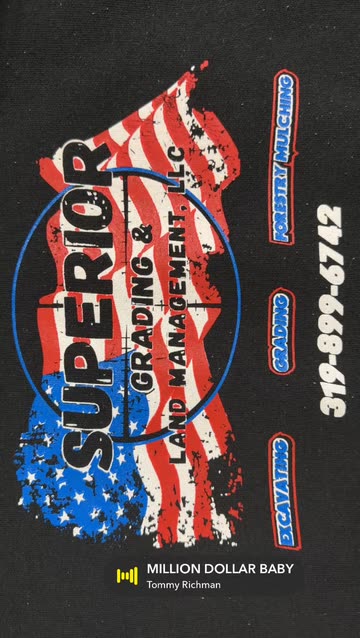 SUPERIOR
GRADING &
LAND MANAGEMENT, LLC
EXCAVATING
GRADING
FORESTRY MULCHING
319-899-6742
MILLION DOLLAR BABY
Tommy Richman